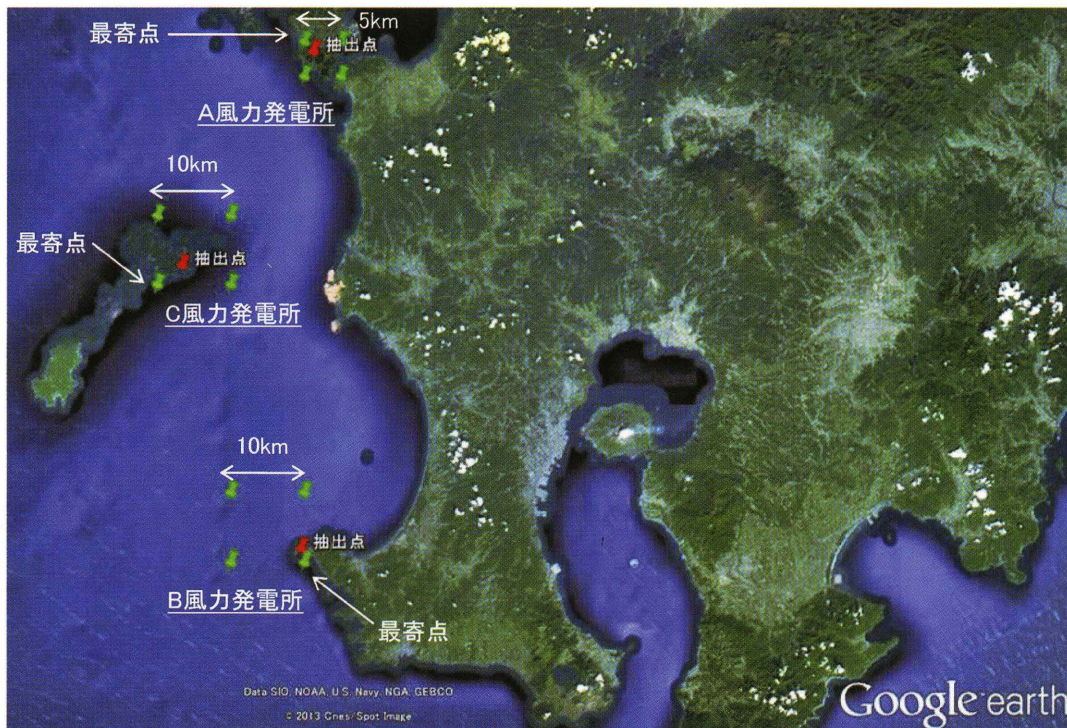 5km
最寄点
抽出点
A風力発電所
10km
最寄点
抽出点
C風力発電所
10km
抽出点
B風力発電所
最寄点
Data SIO, NOAA, U.S. Navy, NGA, GEBCO
© 2013 Cnes/Spot Image
Google earth